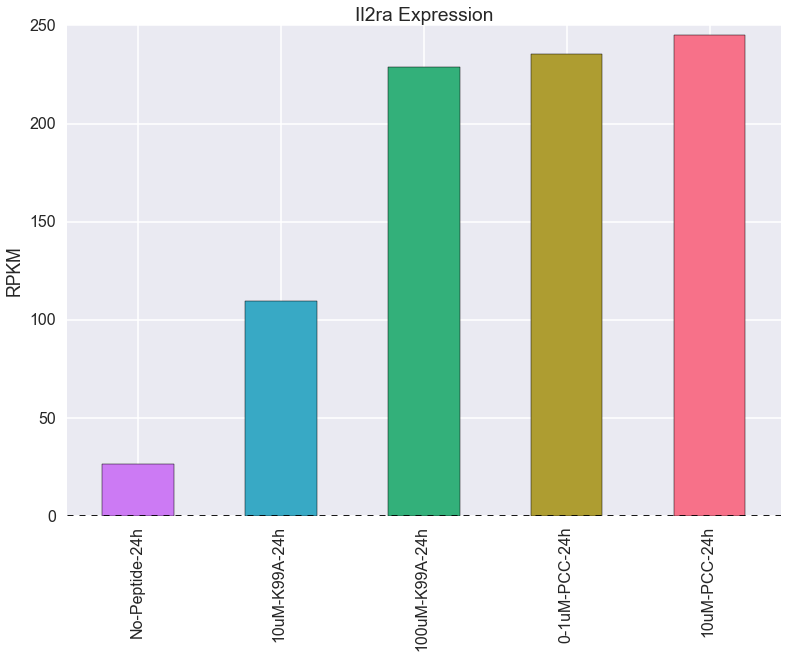 Il2ra Expression
RPKM
250
200
150
100
50
0
No-Peptide-24h
10uM-K99A-24h
100uM-K99A-24h
0-1uM-PCC-24h
10uM-PCC-24h